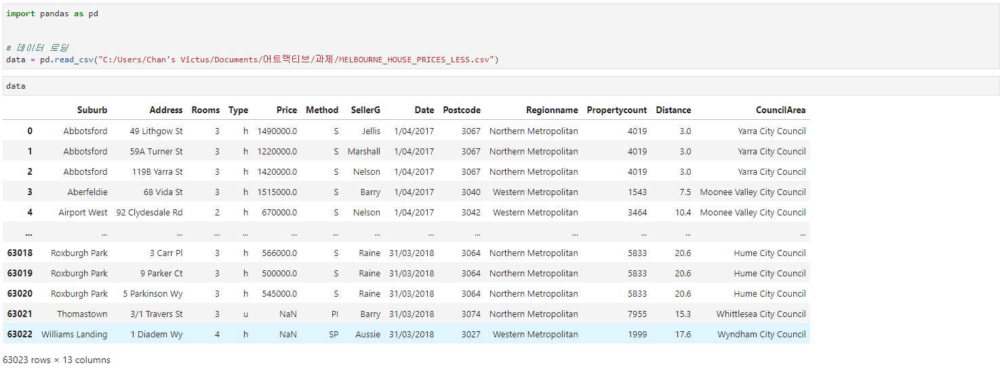 import pandas as pd
# 데이터 로딩
data = pd.read_csv("C:/Users/Chan's Victus/Documents/어트랙티브/과제/MELBOURNE_HOUSE_PRICES_LESS.csv")
data
Suburb Address Rooms Type Price Method SellerG Date Postcode Regionname Propertycount Distance CouncilArea
0 Abbotsford 49 Lithgow St 3 h 1490000.0 S Jellis 1/04/2017 3067 Northern Metropolitan 4019 3.0 Yarra City Council
1 Abbotsford 59A Turner St 3 h 1220000.0 S Marshall 1/04/2017 3067 Northern Metropolitan 4019 3.0 Yarra City Council
2 Abbotsford 119B Yarra St 3 h 1420000.0 S Nelson 1/04/2017 3067 Northern Metropolitan 4019 3.0 Yarra City Council
3 Aberfeldie 68 Vida St 3 h 1515000.0 S Barry 1/04/2017 3040 Western Metropolitan 1543 7.5 Moonee Valley City Council
4 Airport West 92 Clydesdale Rd 2 h 670000.0 S Nelson 1/04/2017 3042 Western Metropolitan 3464 10.4 Moonee Valley City Council
... ... ... ... ... ... ... ... ... ... ... ... ... ...
63018 Roxburgh Park 3 Carr Pl 3 h 566000.0 S Raine 31/03/2018 3064 Northern Metropolitan 5833 20.6 Hume City Council
63019 Roxburgh Park 9 Parker Ct 3 h 500000.0 S Raine 31/03/2018 3064 Northern Metropolitan 5833 20.6 Hume City Council
63020 Roxburgh Park 5 Parkinson Wy 3 h 545000.0 S Raine 31/03/2018 3064 Northern Metropolitan 5833 20.6 Hume City Council
63021 Thomastown 3/1 Travers St 3 u NaN PI Barry 31/03/2018 3074 Northern Metropolitan 7955 15.3 Whittlesea City Council
63022 Williams Landing 1 Diadem Wy 4 h NaN SP Aussie 31/03/2018 3027 Western Metropolitan 1999 17.6 Wyndham City Council
63023 rows × 13 columns